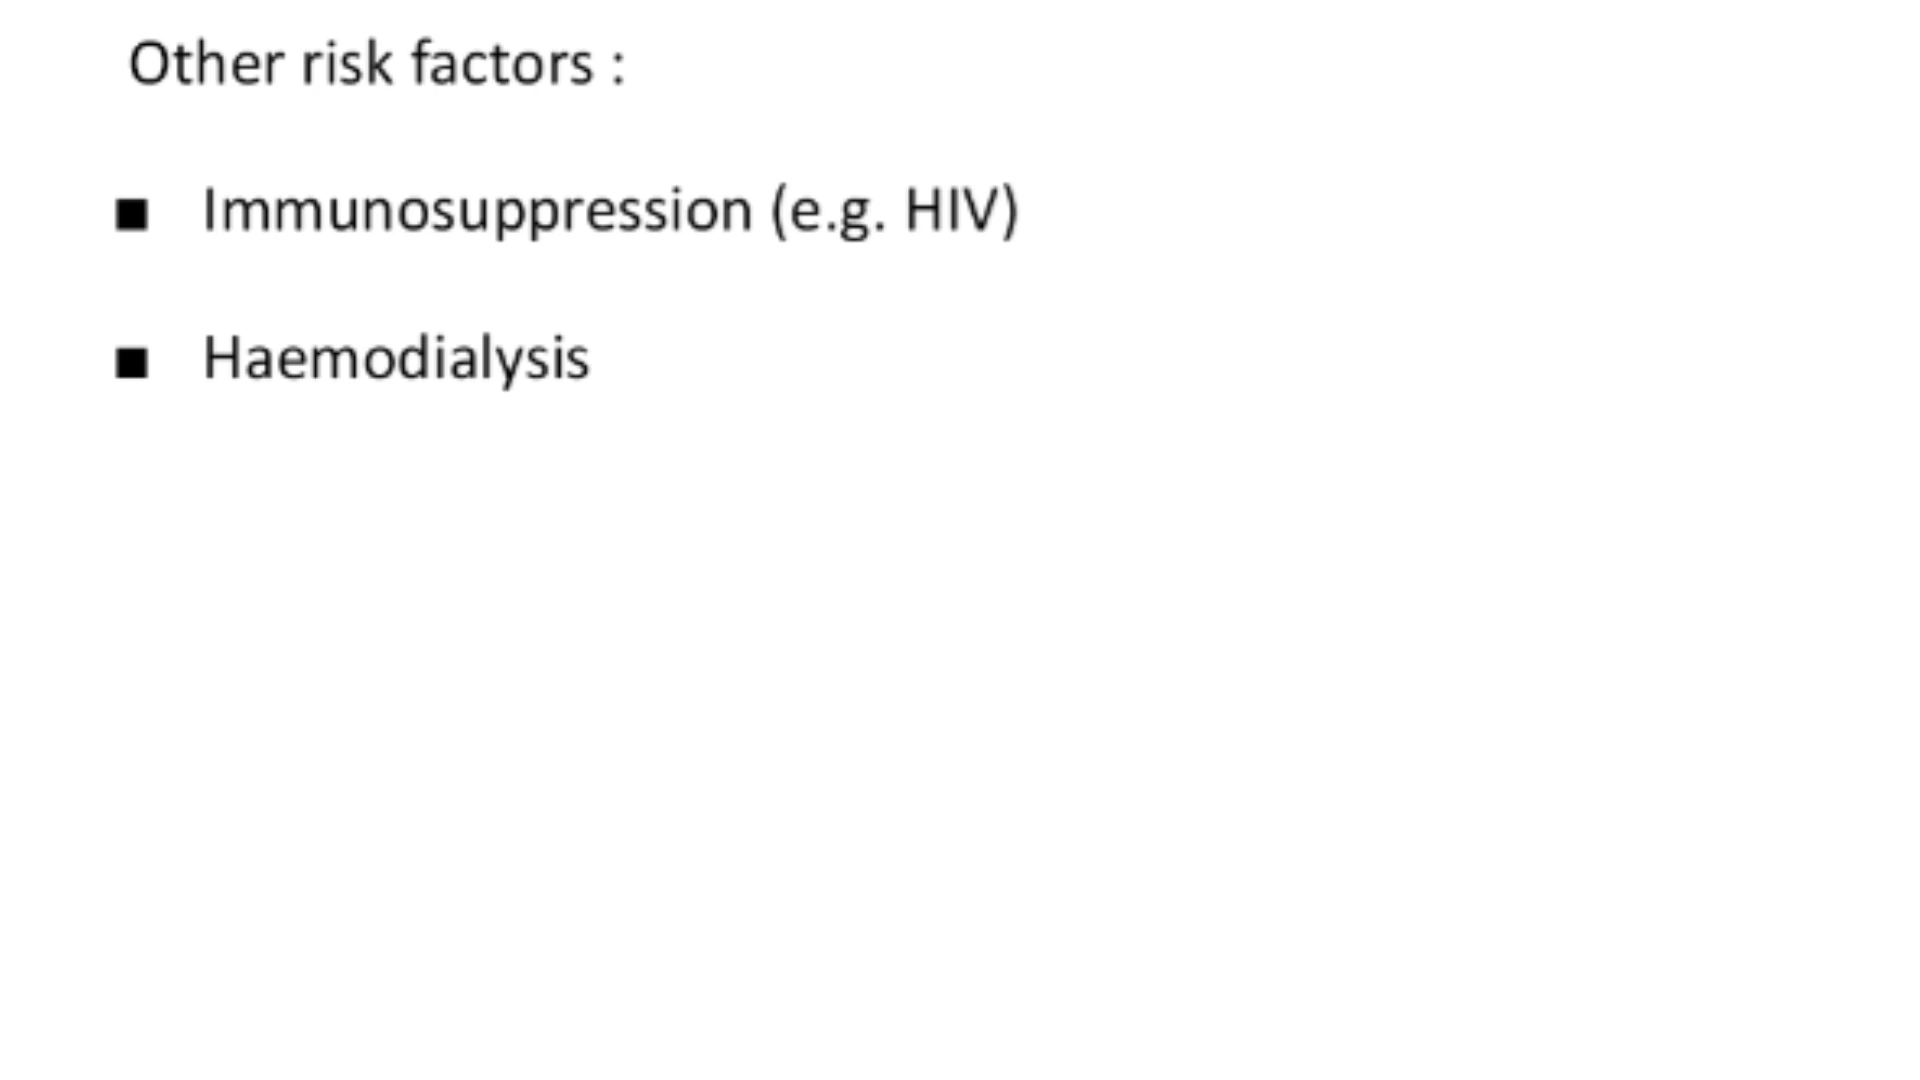 Other risk factors :
■ Immunosuppression (e.g. HIV)
■ Haemodialysis